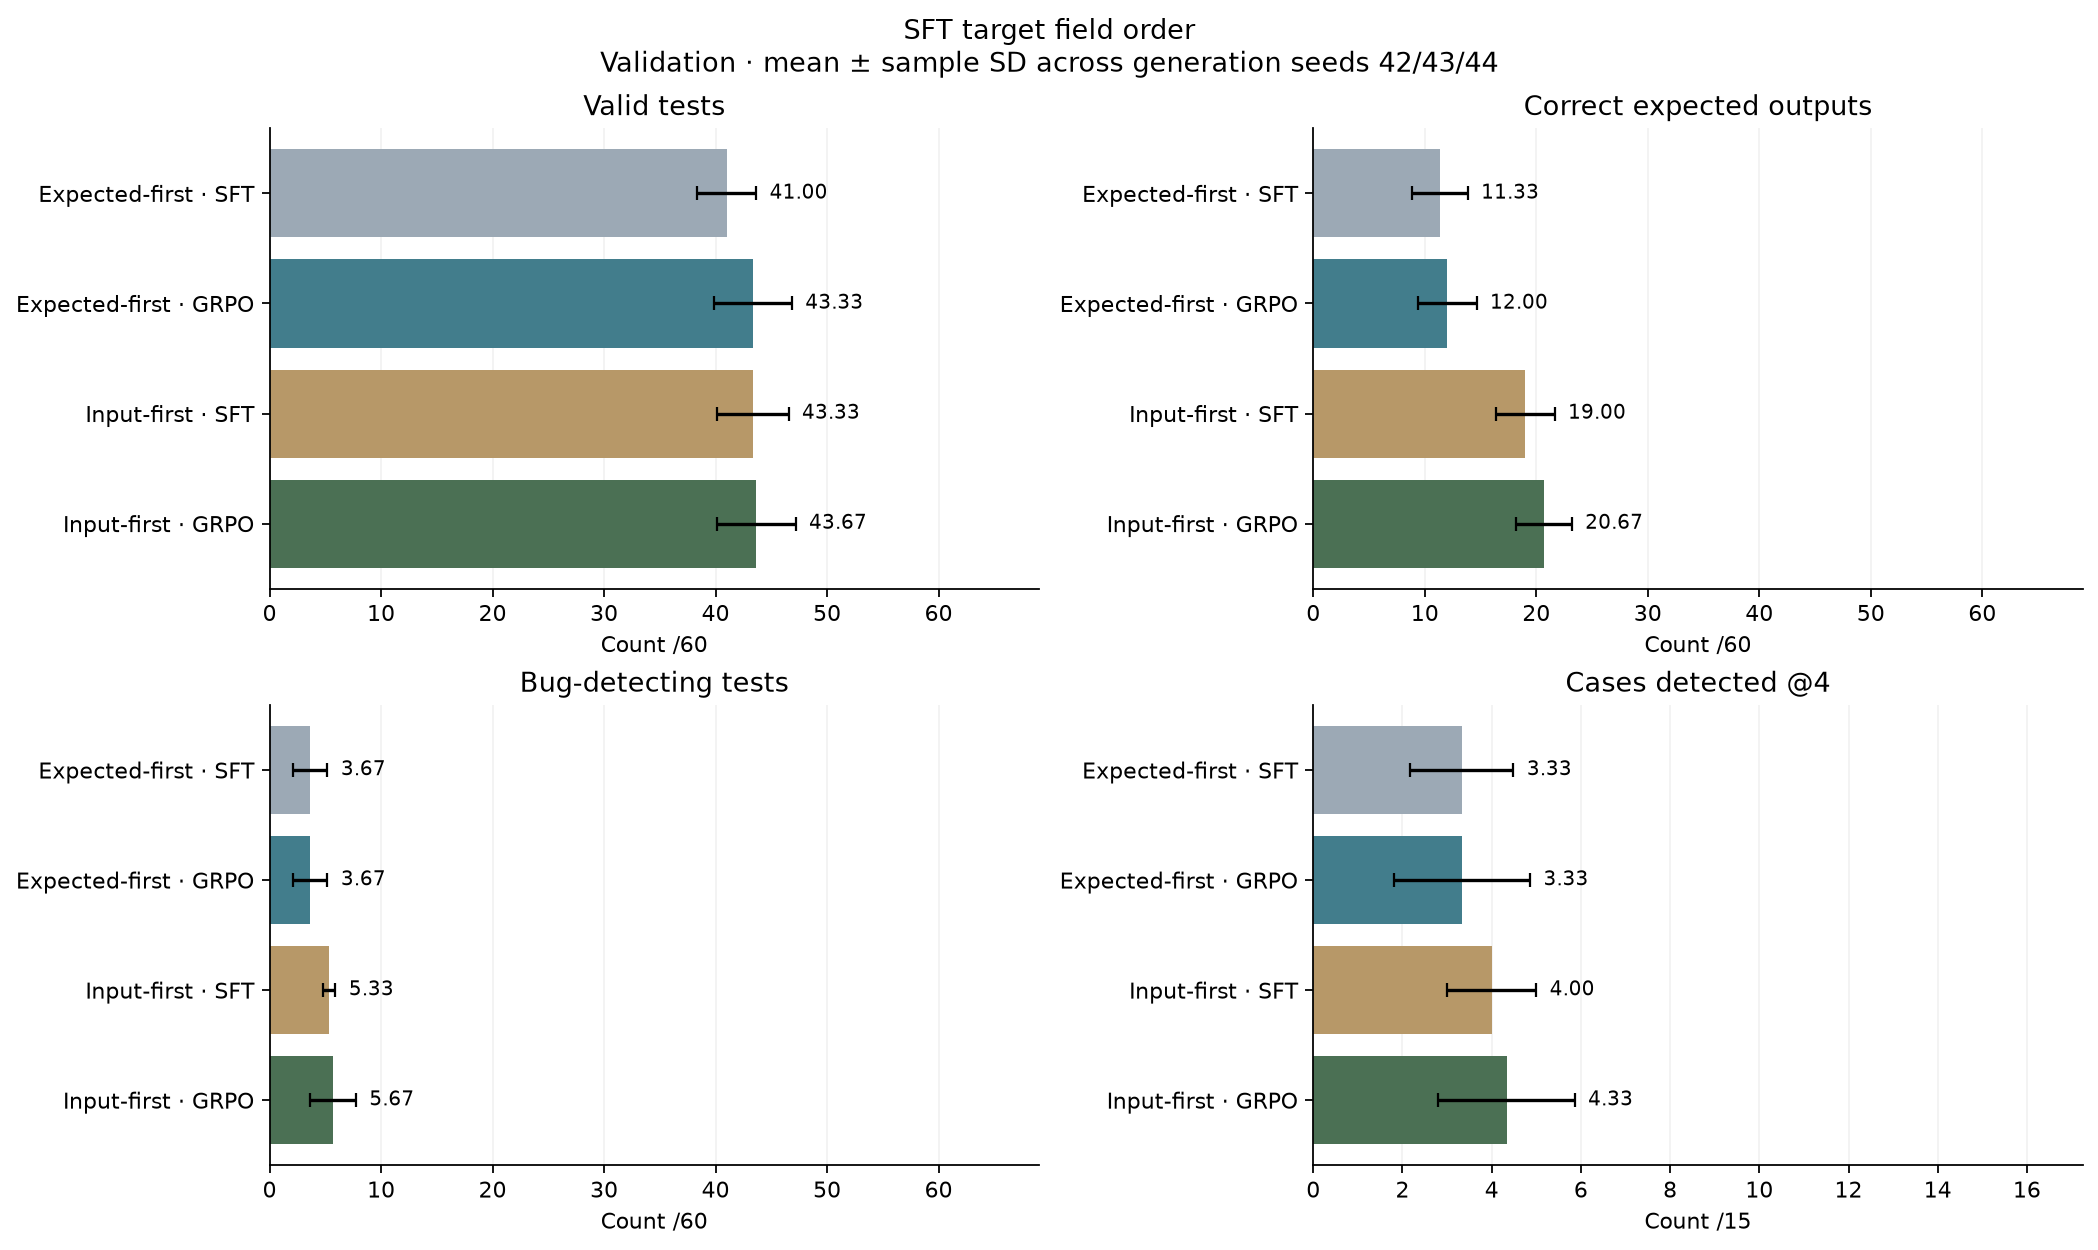 SFT target field order
Validation · mean ± sample SD across generation seeds 42/43/44
Valid tests
Expected-first · SFT
41.00
Expected-first · GRPO
43.33
Input-first · SFT
43.33
Input-first · GRPO
43.67
0 10 20 30 40 50 60
Count /60
Correct expected outputs
Expected-first · SFT
11.33
Expected-first · GRPO
12.00
Input-first · SFT
19.00
Input-first · GRPO
20.67
0 10 20 30 40 50 60
Count /60
Bug-detecting tests
Expected-first · SFT
3.67
Expected-first · GRPO
3.67
Input-first · SFT
5.33
Input-first · GRPO
5.67
0 10 20 30 40 50 60
Count /60
Cases detected @4
Expected-first · SFT
3.33
Expected-first · GRPO
3.33
Input-first · SFT
4.00
Input-first · GRPO
4.33
0 2 4 6 8 10 12 14 16
Count /15